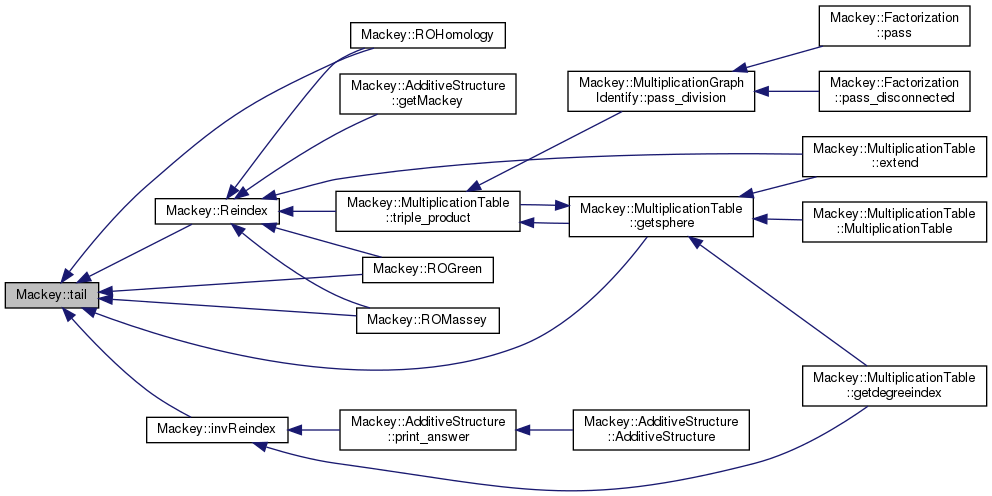 Mackey::tail
Mackey::ROHomology
Mackey::AdditiveStructure
::getMackey
Mackey::Reindex
Mackey::MultiplicationTable
::triple_product
Mackey::ROGreen
Mackey::ROMassey
Mackey::invReindex
Mackey::AdditiveStructure
::print_answer
Mackey::MultiplicationGraph
Identify::pass_division
Mackey::MultiplicationTable
::getsphere
Mackey::AdditiveStructure
::AdditiveStructure
Mackey::Factorization
::pass
Mackey::Factorization
::pass_disconnected
Mackey::MultiplicationTable
::extend
Mackey::MultiplicationTable
::MultiplicationTable
Mackey::MultiplicationTable
::getdegreeindex